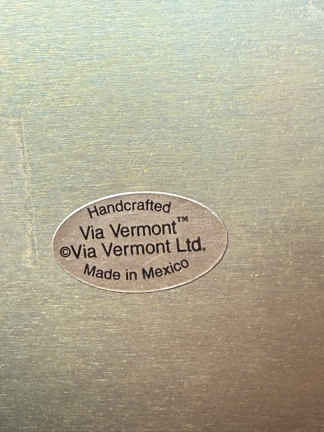 Handcrafted
Via Vermont™
©Via Vermont Ltd.
Made in Mexico